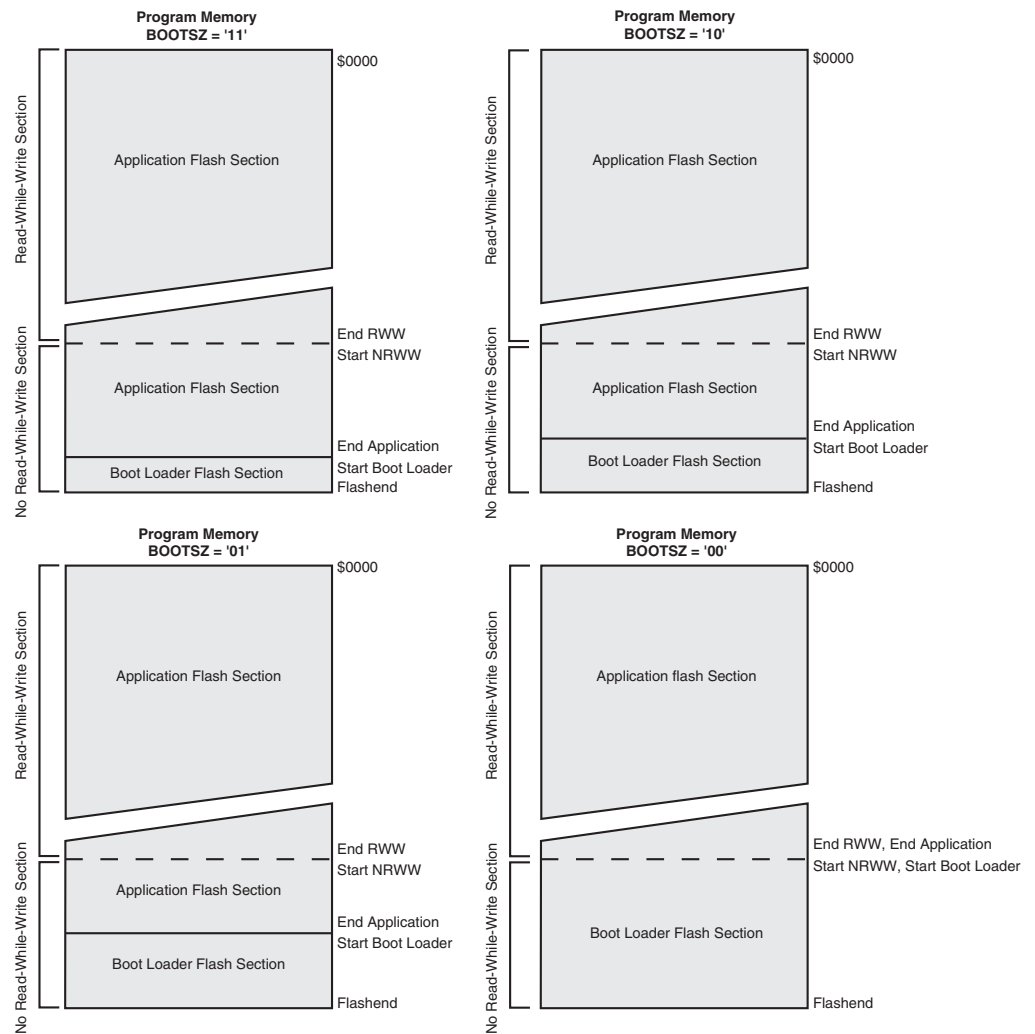 Program Memory
BOOTSZ = '11'
$0000
Read-While-Write Section
Application Flash Section
End RWW
Start NRWW
No Read-While-Write Section
Application Flash Section
End Application
Start Boot Loader
Boot Loader Flash Section
Flashend
Program Memory
BOOTSZ = '10'
$0000
Read-While-Write Section
Application Flash Section
End RWW
Start NRWW
No Read-While-Write Section
Application Flash Section
End Application
Start Boot Loader
Boot Loader Flash Section
Flashend
Program Memory
BOOTSZ = '01'
$0000
Read-While-Write Section
Application Flash Section
End RWW
Start NRWW
No Read-While-Write Section
Application Flash Section
End Application
Start Boot Loader
Boot Loader Flash Section
Flashend
Program Memory
BOOTSZ = '00'
$0000
Read-While-Write Section
Application flash Section
End RWW, End Application
Start NRWW, Start Boot Loader
No Read-While-Write Section
Boot Loader Flash Section
Flashend